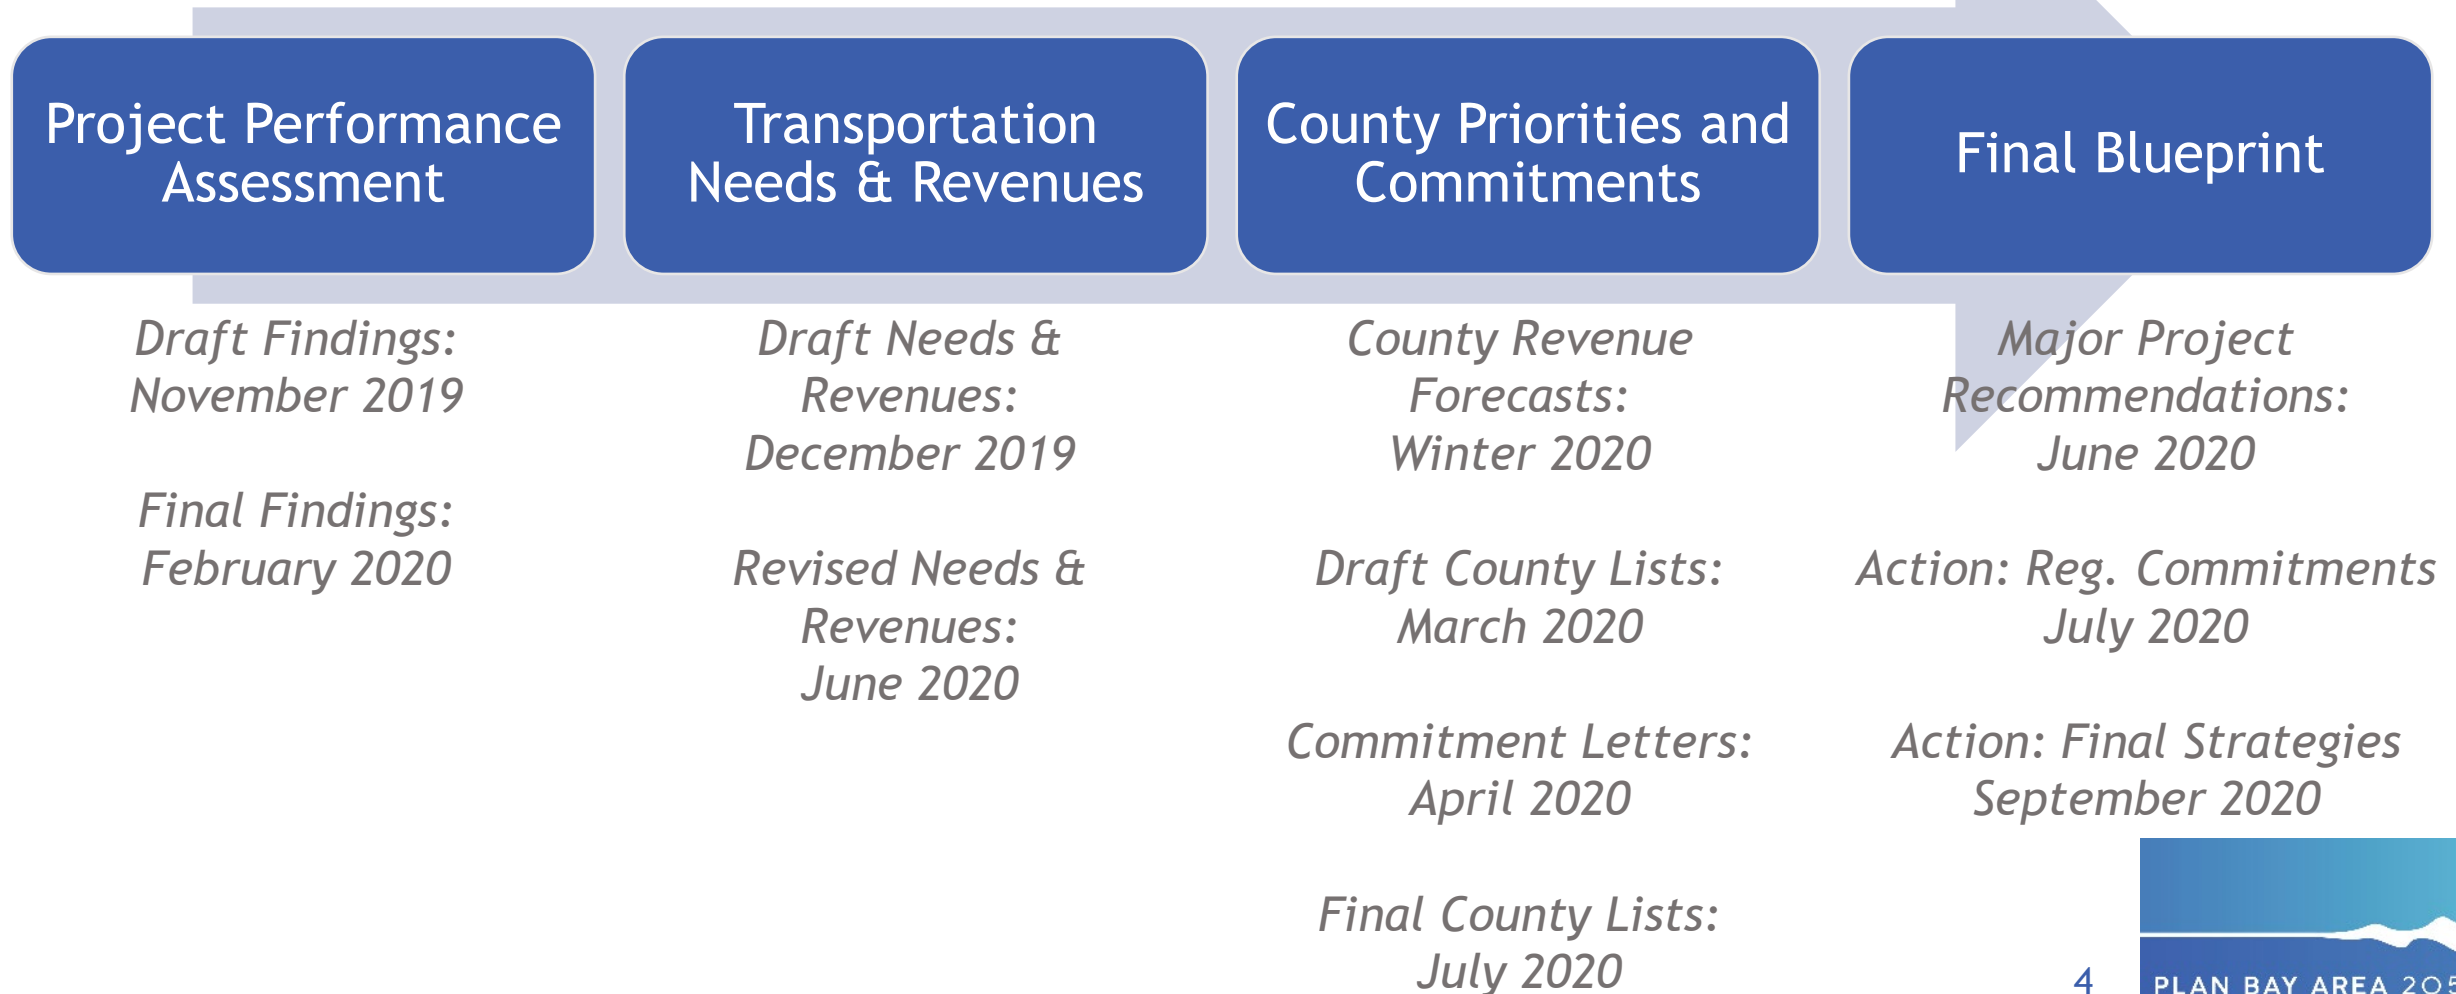 Project Performance
Assessment
Transportation
Needs & Revenues
County Priorities and
Commitments
Final Blueprint
Draft Findings:
November 2019
Final Findings:
February 2020
Draft Needs &
Revenues:
December 2019
Revised Needs &
Revenues:
June 2020
County Revenue
Forecasts:
Winter 2020
Draft County Lists:
March 2020
Commitment Letters:
April 2020
Final County Lists:
July 2020
Major Project
Recommendations:
June 2020
Action: Reg. Commitments
July 2020
Action: Final Strategies
September 2020
4
PLAN BAY AREA